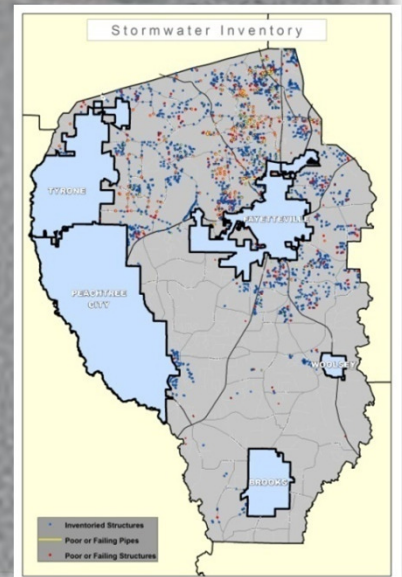 Stormwater Inventory
TYRONE
FAYETTEVILLE
PEACHTREE
CITY
WOOLSEY
BROOKS
Inventoried Structures
Poor or Failing Pipes
Poor or Failing Structures